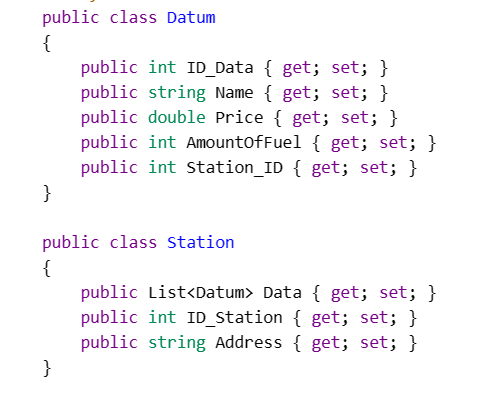 public class Datum
{
    public int ID_Data { get; set; }
    public string Name { get; set; }
    public double Price { get; set; }
    public int AmountOfFuel { get; set; }
    public int Station_ID { get; set; }
}

public class Station
{
    public List<Datum> Data { get; set; }
    public int ID_Station { get; set; }
    public string Address { get; set; }
}